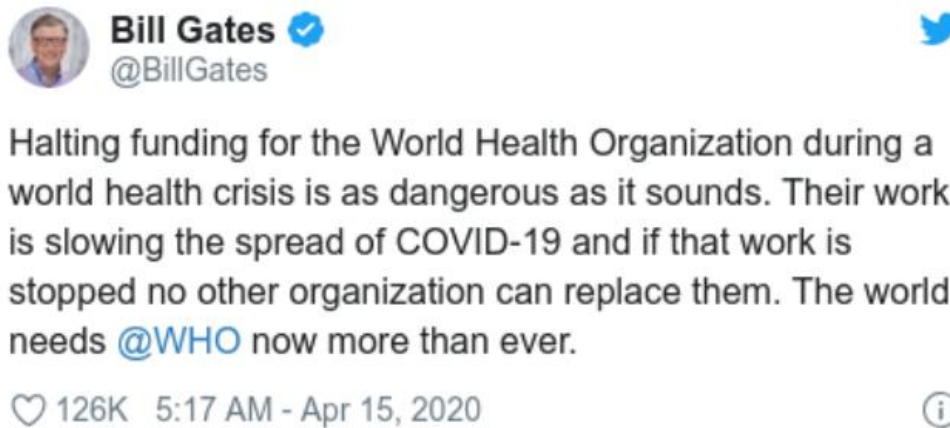 Bill Gates
@BillGates
Halting funding for the World Health Organization during a
world health crisis is as dangerous as it sounds. Their work
is slowing the spread of COVID-19 and if that work is
stopped no other organization can replace them. The world
needs @WHO now more than ever.
126K 5:17 AM - Apr 15, 2020